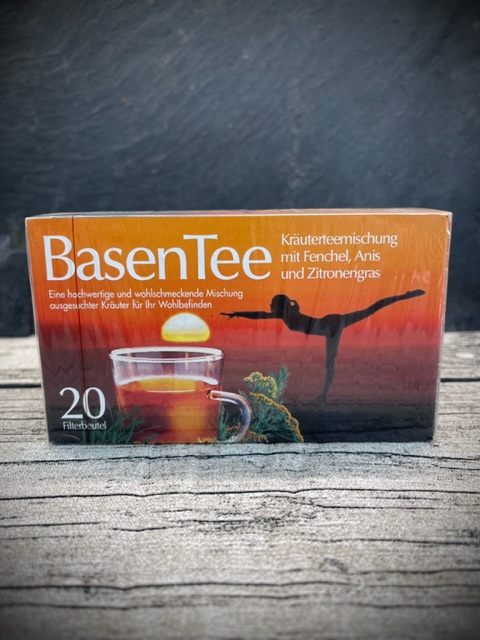 BasenTee
Kräuterteemischung
mit Fenchel, Anis
und Zitronengras
Eine hochwertige und wohlschmeckende Mischung
ausgesuchter Kräuter für Ihr Wohlbefinden
20
Filterbeutel